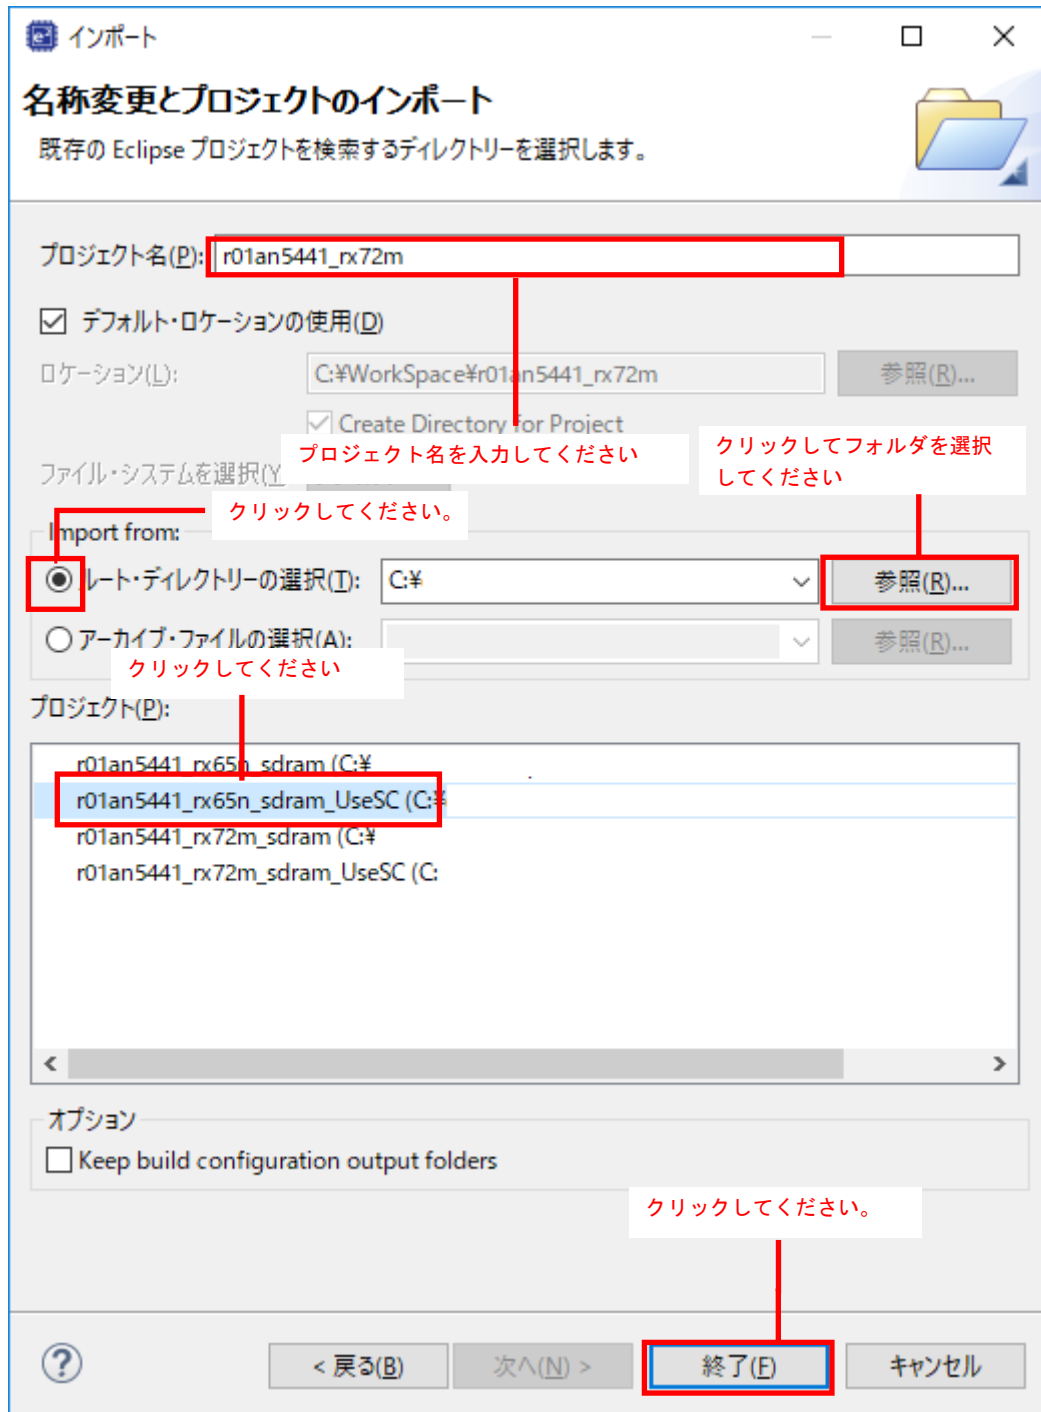 インポート
名称変更とプロジェクトのインポート
既存の Eclipse プロジェクトを検索するディレクトリーを選択します。
プロジェクト名(P): r01an5441_rx72m
デフォルト・ロケーションの使用(D)
ロケーション(L): C:¥WorkSpace¥r01an5441_rx72m 参照(R)...
Create Directory for Project
プロジェクト名を入力してください
クリックしてフォルダを選択
してください
ファイル・システムを選択(Y
クリックしてください。
Import from:
ルート・ディレクトリーの選択(T): C:¥ 参照(R)...
アーカイブ・ファイルの選択(A): 参照(R)...
クリックしてください
プロジェクト(P):
r01an5441_rx65n_sdram (C:¥
r01an5441_rx65n_sdram_UseSC (C:¥
r01an5441_rx72m_sdram (C:¥
r01an5441_rx72m_sdram_UseSC (C:
オプション
Keep build configuration output folders
クリックしてください。
< 戻る(B) 次へ(N) > 終了(F) キャンセル